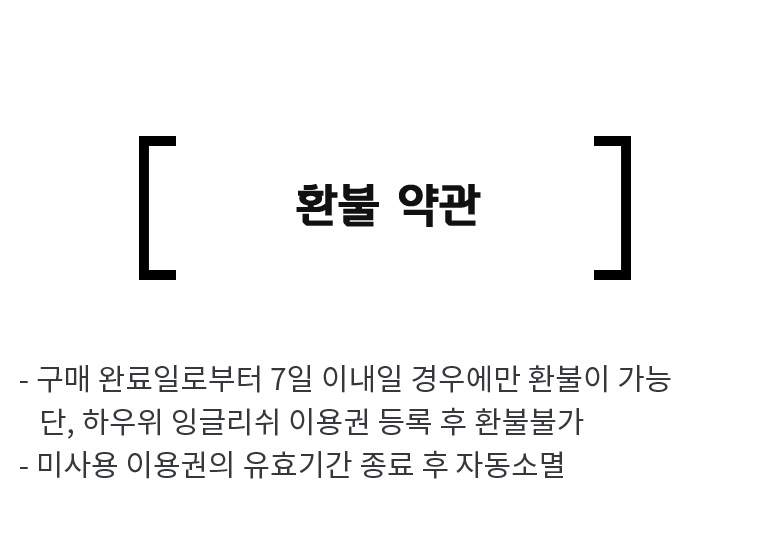 환불 약관
- 구매 완료일로부터 7일 이내일 경우에만 환불이 가능
단, 하우위 잉글리쉬 이용권 등록 후 환불불가
- 미사용 이용권의 유효기간 종료 후 자동소멸